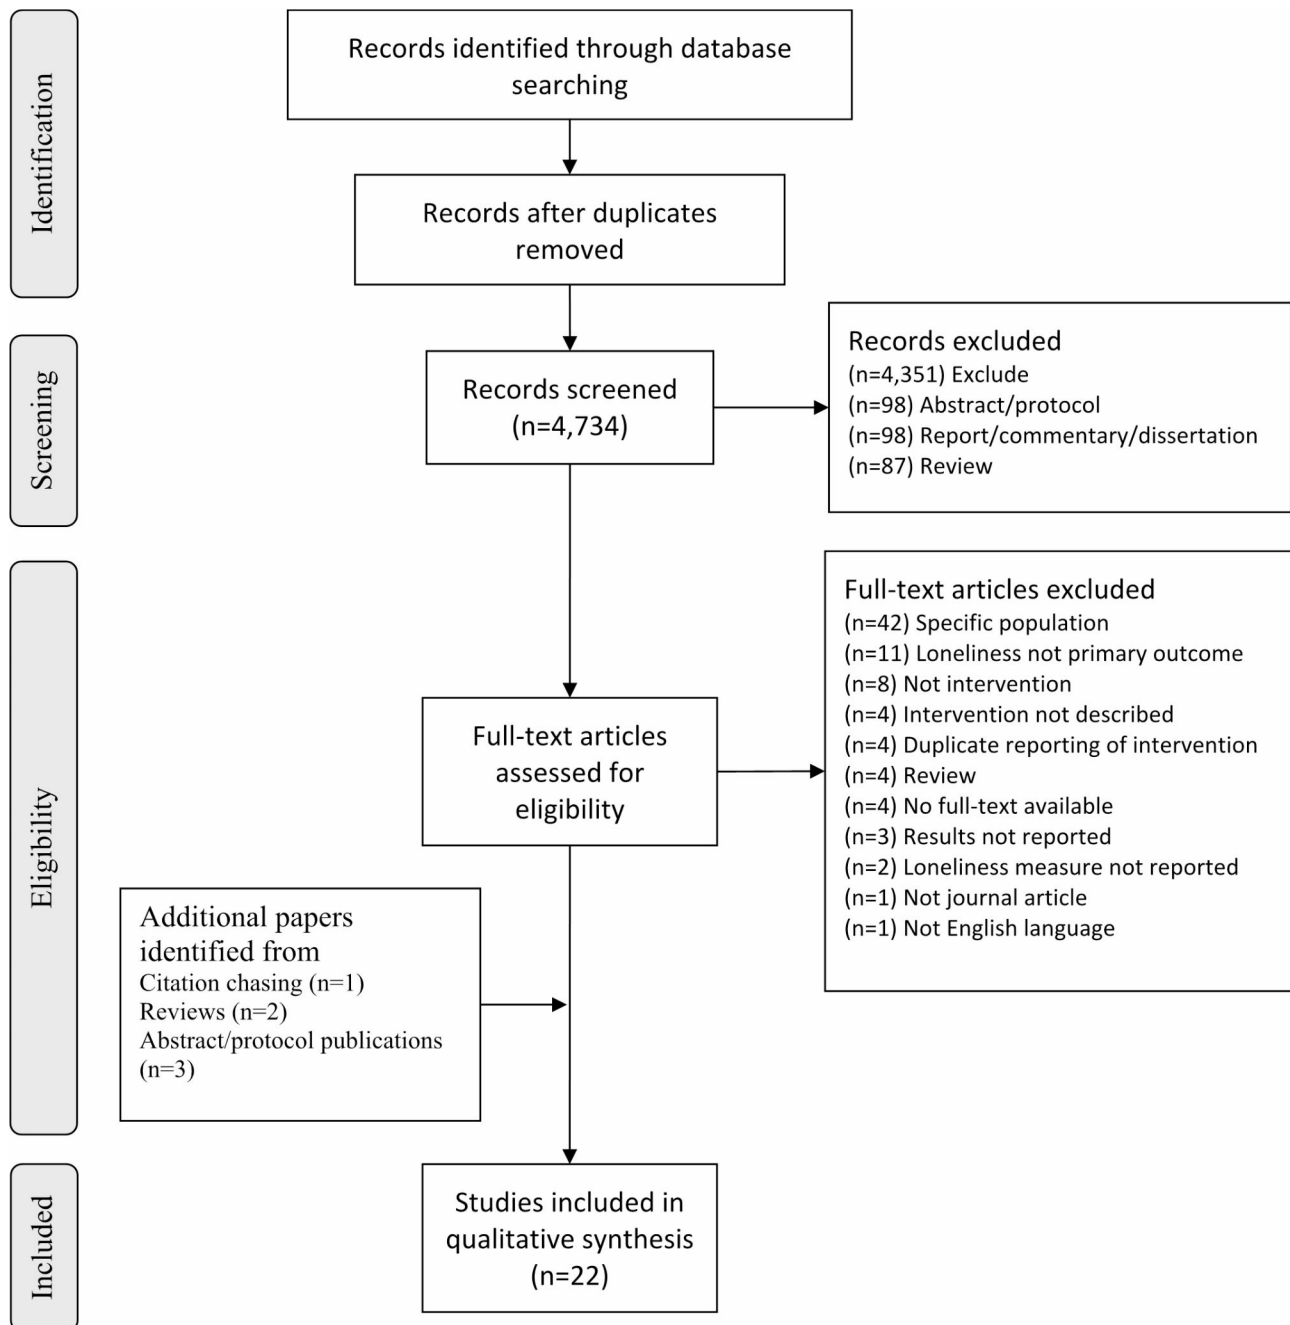 Identification
Records identified through database
searching
Records after duplicates
removed
Screening
Records screened
(n=4,734)
Records excluded
(n=4,351) Exclude
(n=98) Abstract/protocol
(n=98) Report/commentary/dissertation
(n=87) Review
Eligibility
Full-text articles
assessed for
eligibility
Full-text articles excluded
(n=42) Specific population
(n=11) Loneliness not primary outcome
(n=8) Not intervention
(n=4) Intervention not described
(n=4) Duplicate reporting of intervention
(n=4) Review
(n=4) No full-text available
(n=3) Results not reported
(n=2) Loneliness measure not reported
(n=1) Not journal article
(n=1) Not English language
Additional papers
identified from
Citation chasing (n=1)
Reviews (n=2)
Abstract/protocol publications
(n=3)
Included
Studies included in
qualitative synthesis
(n=22)